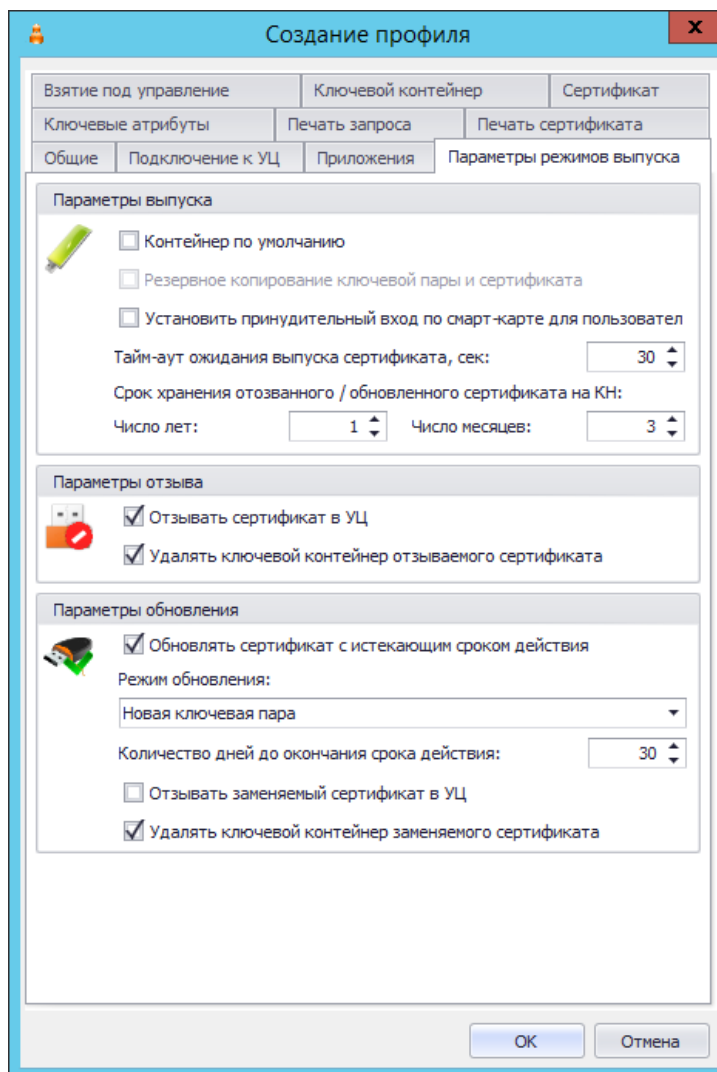 Создание профиля
x
Взятие под управление Ключевой контейнер Сертификат
Ключевые атрибуты Печать запроса Печать сертификата
Общие Подключение к УЦ Приложения Параметры режимов выпуска
Параметры выпуска
Контейнер по умолчанию
Резервное копирование ключевой пары и сертификата
Установить принудительный вход по смарт-карте для пользовател
Тайм-аут ожидания выпуска сертификата, сек: 30
Срок хранения отозванного / обновленного сертификата на КН:
Число лет: 1 Число месяцев: 3
Параметры отзыва
Отзывать сертификат в УЦ
Удалять ключевой контейнер отзываемого сертификата
Параметры обновления
Обновлять сертификат с истекающим сроком действия
Режим обновления:
Новая ключевая пара
Количество дней до окончания срока действия: 30
Отзывать заменяемый сертификат в УЦ
Удалять ключевой контейнер заменяемого сертификата
OK Отмена